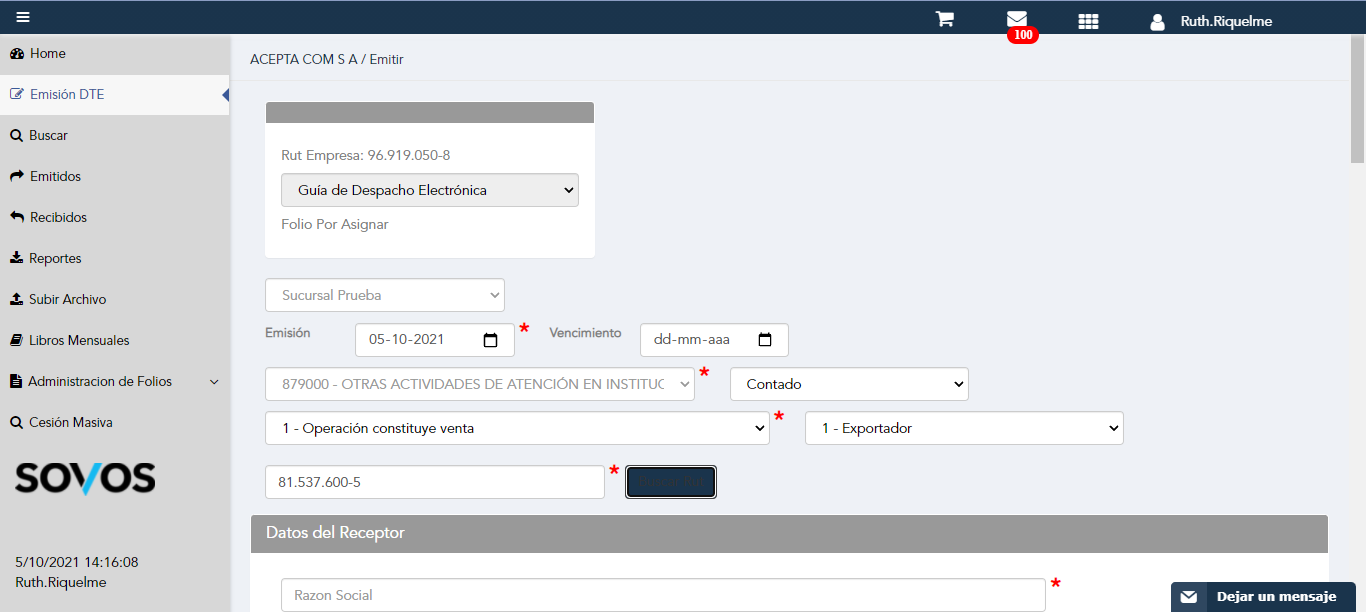 100
Ruth.Riquelme
Home
Emisión DTE
Buscar
Emitidos
Recibidos
Reportes
Subir Archivo
Libros Mensuales
Administracion de Folios
Cesión Masiva
SOVOS
5/10/2021 14:16:08
Ruth.Riquelme
ACEPTA COM S A / Emitir
Rut Empresa: 96.919.050-8
Guía de Despacho Electrónica
Folio Por Asignar
Sucursal Prueba
Emisión 05-10-2021 * Vencimiento dd-mm-aaa
879000 - OTRAS ACTIVIDADES DE ATENCIÓN EN INSTITUC * Contado
1 - Operación constituye venta * 1 - Exportador
81.537.600-5 *
Datos del Receptor
Razon Social *
Dejar un mensaje